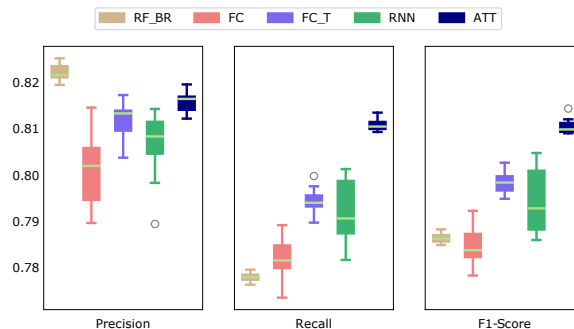 RF_BR FC FC_T RNN ATT
0.82
0.81
0.80
0.79
0.78
Precision Recall F1-Score